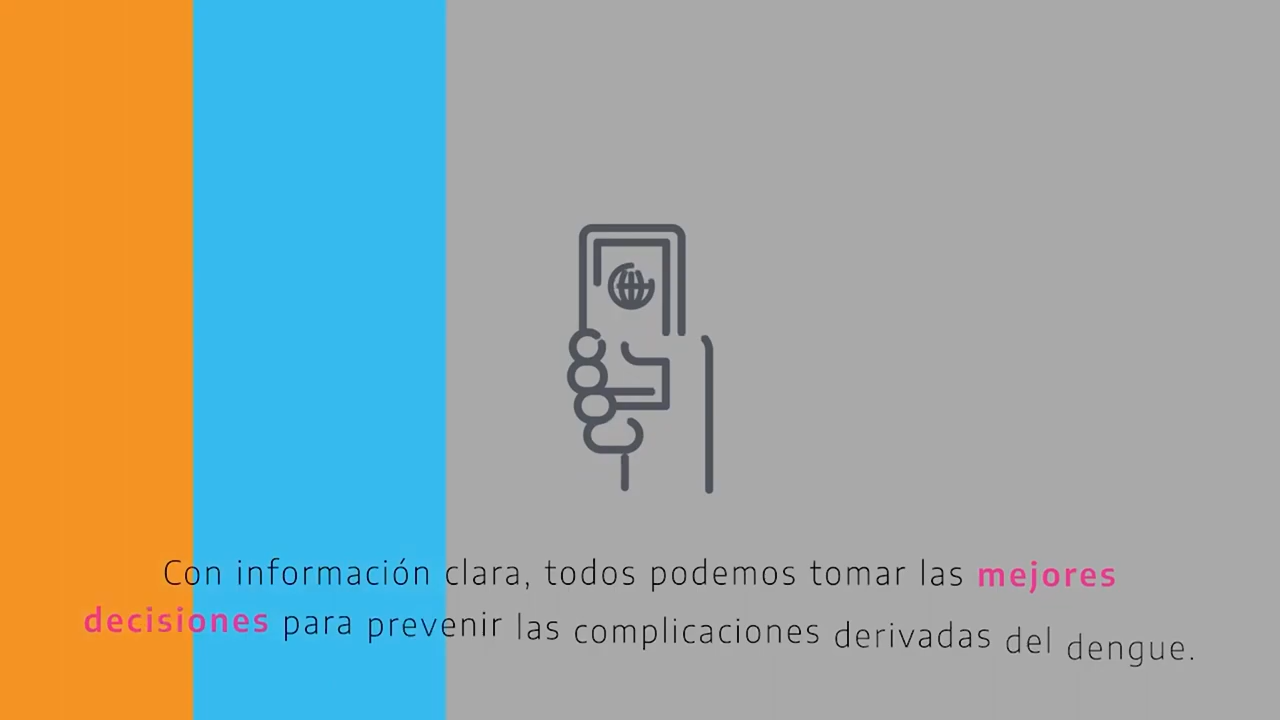 Con información clara, todos podemos tomar las mejores
decisiones para prevenir las complicaciones derivadas del dengue.